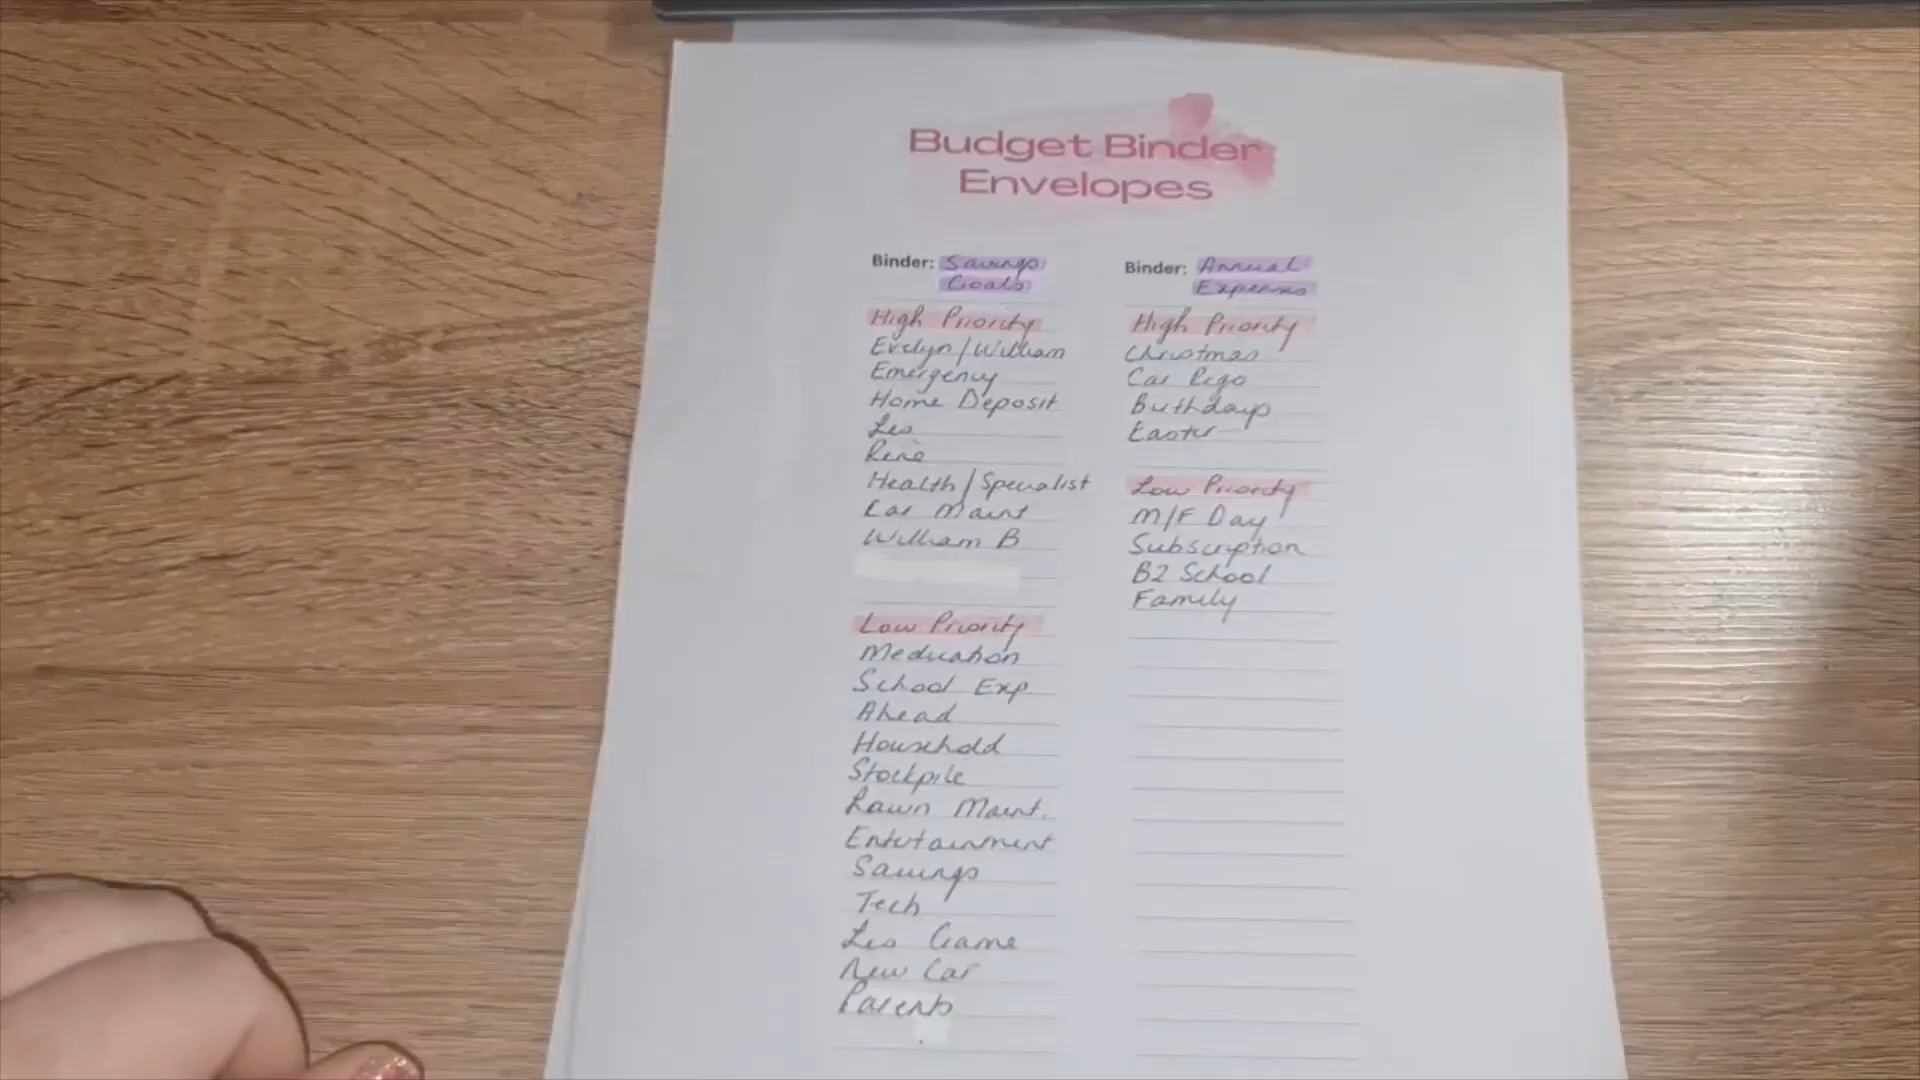 Budget Binder
Envelopes
Binder: Savings
Goals
High Priority
Evelyn/William
Emergency
Home Deposit
Leo
Reno
Health/Specialist
Car Maint
William B
Low Priority
Medication
School Exp
Ahead
Household
Stockpile
Lawn Maint.
Entertainment
Savings
Tech
Leo Game
New Car
Parents
Binder: Annual
Expenses
High Priority
Christmas
Car Rego
Birthdays
Easter
Low Priority
M/F Day
Subscription
B2 School
Family